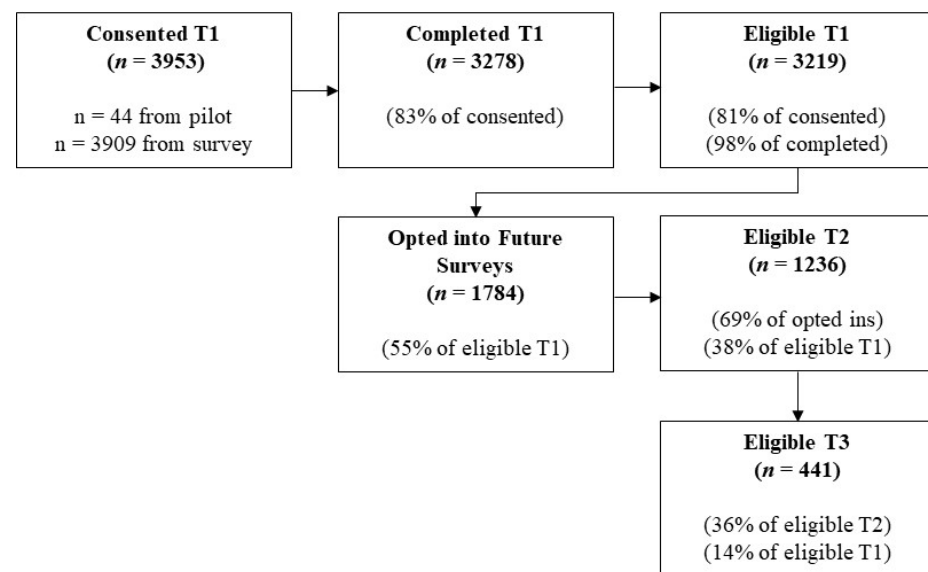 Consented T1
(n = 3953)
n = 44 from pilot
n = 3909 from survey
Completed T1
(n = 3278)
(83% of consented)
Eligible T1
(n = 3219)
(81% of consented)
(98% of completed)
Opted into Future
Surveys
(n = 1784)
(55% of eligible T1)
Eligible T2
(n = 1236)
(69% of opted ins)
(38% of eligible T1)
Eligible T3
(n = 441)
(36% of eligible T2)
(14% of eligible T1)